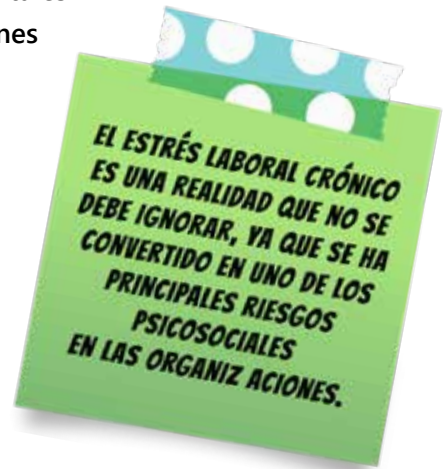 nes
EL ESTRÉS LABORAL CRÓNICO
ES UNA REALIDAD QUE NO SE
DEBE IGNORAR, YA QUE SE HA
CONVERTIDO EN UNO DE LOS
PRINCIPALES RIESGOS
PSICOSOCIALES
EN LAS ORGANIZ ACIONES.